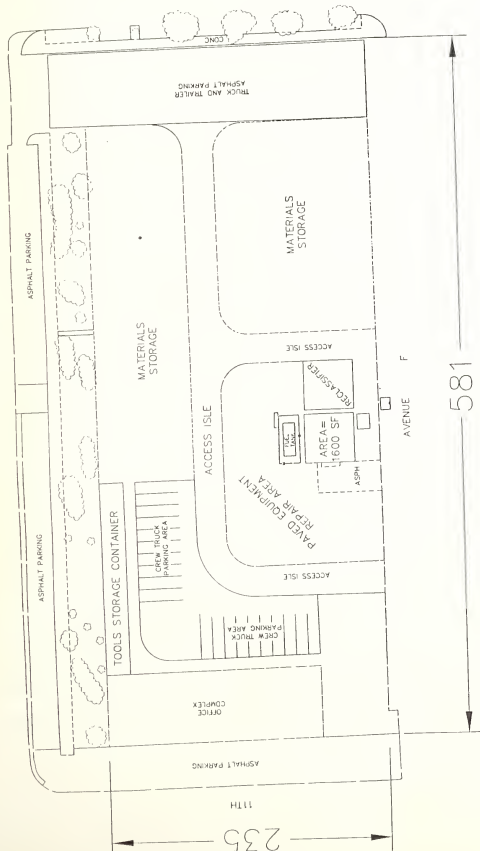 CONC
TRUCK AND TRAILER
ASPHALT PARKING
ASPHALT PARKING
MATERIALS
STORAGE
MATERIALS
STORAGE
ACCESS ISLE
ACCESS ISLE
RECLASSIFIER
FUEL
TANK
AREA=
1600 SF
ASPH
PAVED EQUIPMENT
REPAIR AREA
AVENUE F
581
TOOLS STORAGE CONTAINER
CREW TRUCK
PARKING AREA
CREW TRUCK
PARKING AREA
ACCESS ISLE
ASPHALT PARKING
OFFICE
COMPLEX
ASPHALT PARKING
11TH
235